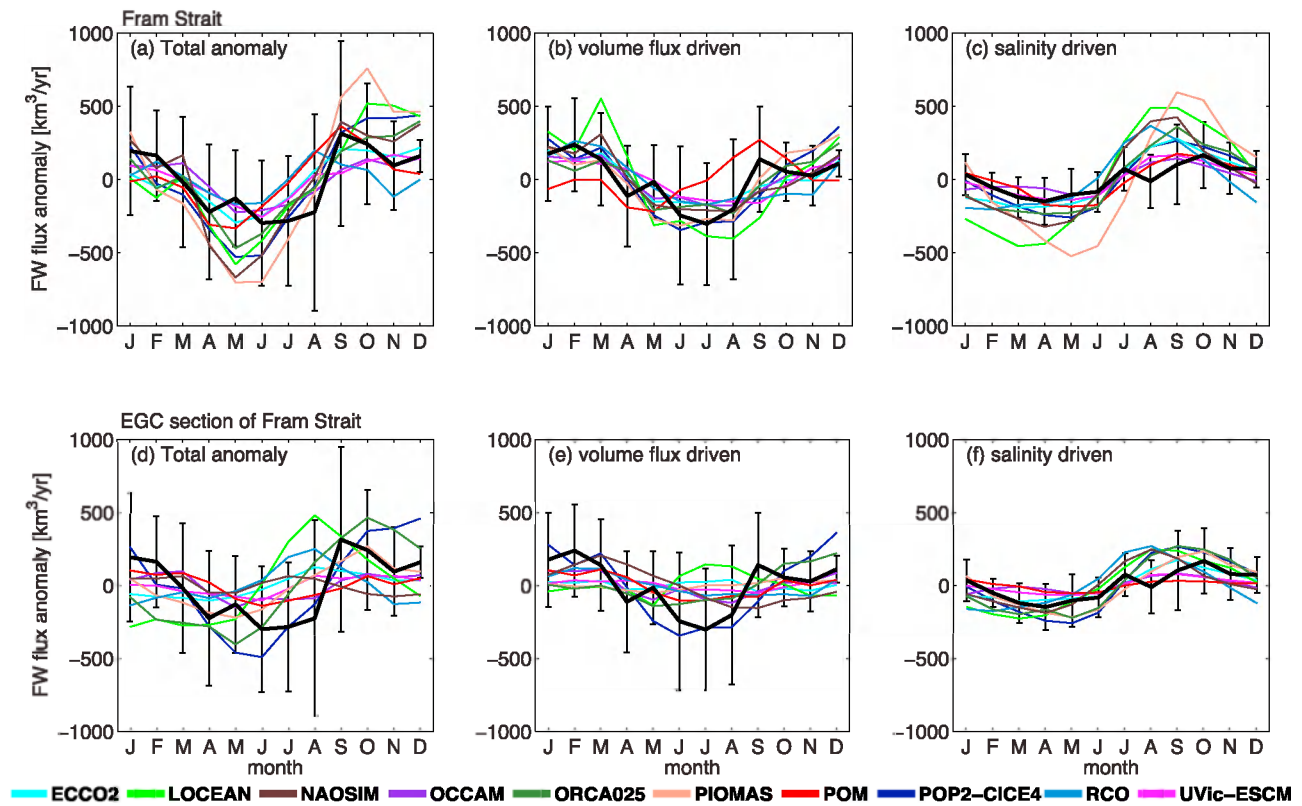 Fram Strait
(a) Total anomaly
(b) volume flux driven
(c) salinity driven
FW flux anomaly [km³/yr]
1000
500
0
−500
−1000
J F M A M J J A S O N D
1000
500
0
−500
−1000
J F M A M J J A S O N D
1000
500
0
−500
−1000
J F M A M J J A S O N D
EGC section of Fram Strait
(d) Total anomaly
(e) volume flux driven
(f) salinity driven
FW flux anomaly [km³/yr]
1000
500
0
−500
−1000
J F M A M J J A S O N D
month
1000
500
0
−500
−1000
J F M A M J J A S O N D
month
1000
500
0
−500
−1000
J F M A M J J A S O N D
month
ECCO2 LOCEAN NAOSIM OCCAM ORCA025 PIOMAS POM POP2−CICE4 RCO UVic−ESCM